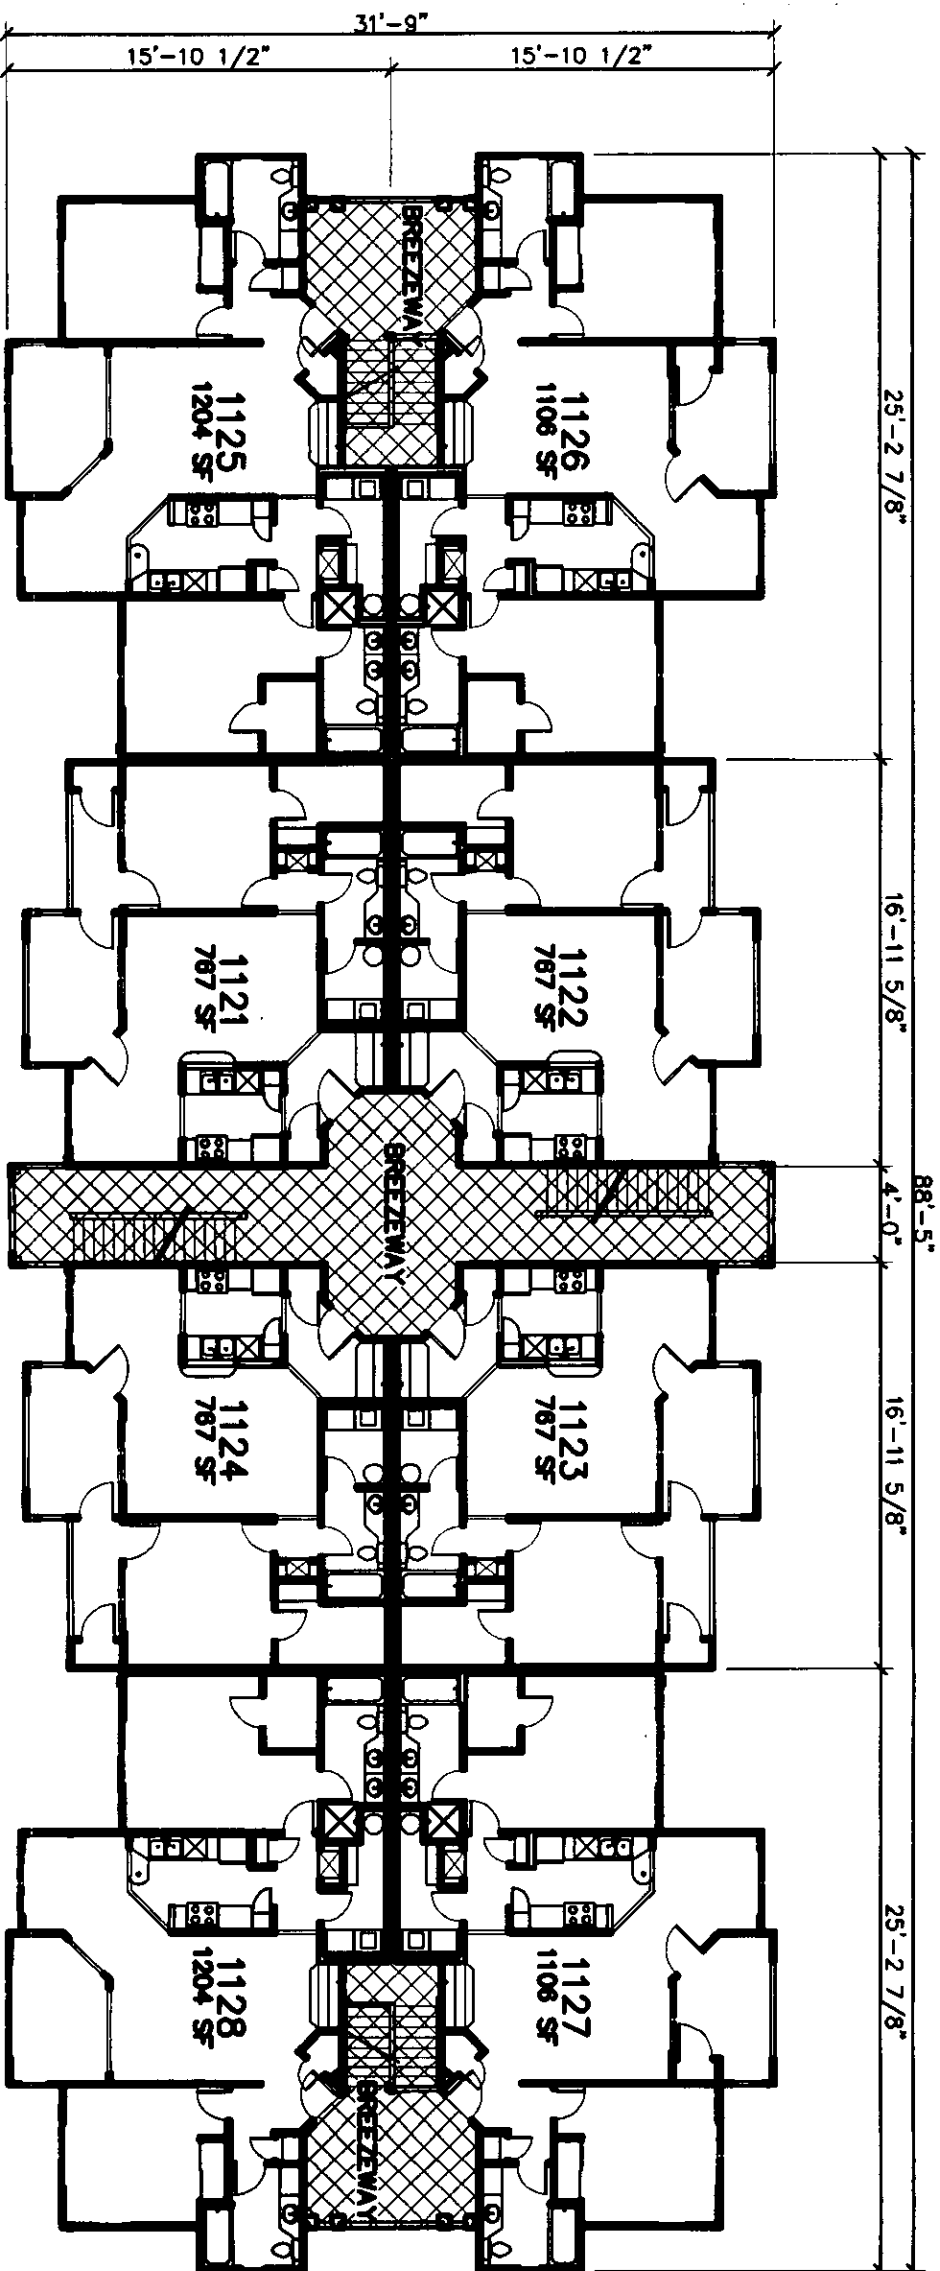 31'-9"
15'-10 1/2"
15'-10 1/2"
BREEZEWAY
1125
1204 SF
1126
1106 SF
25'-2 7/8"
1121
767 SF
1122
767 SF
16'-11 5/8"
BREEZEWAY
4'-0"
88'-5"
1124
767 SF
1123
767 SF
16'-11 5/8"
1128
1204 SF
1127
1106 SF
25'-2 7/8"
BREEZEWAY